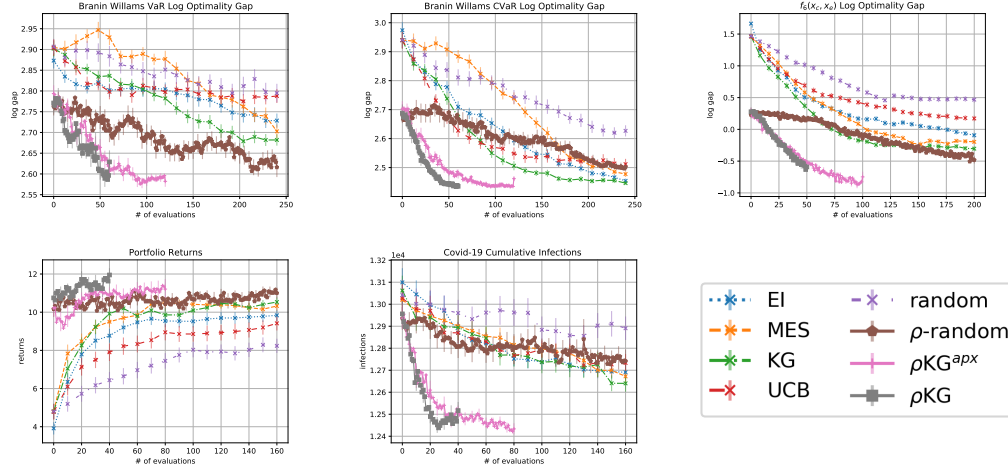 Branin Willams VaR Log Optimality Gap
log gap
2.95
2.90
2.85
2.80
2.75
2.70
2.65
2.60
2.55
0 50 100 150 200 250
# of evaluations
Branin Willams CVaR Log Optimality Gap
log gap
3.0
2.9
2.8
2.7
2.6
2.5
0 50 100 150 200 250
# of evaluations
f₆(x_c, x_e) Log Optimality Gap
log gap
1.5
1.0
0.5
0.0
−0.5
−1.0
0 25 50 75 100 125 150 175 200
# of evaluations
Portfolio Returns
returns
12
10
8
6
4
0 20 40 60 80 100 120 140 160
# of evaluations
Covid-19 Cumulative Infections
1e4
infections
1.32
1.31
1.30
1.29
1.28
1.27
1.26
1.25
1.24
0 20 40 60 80 100 120 140 160
# of evaluations
EI
MES
KG
UCB
random
ρ-random
ρKG^apx
ρKG